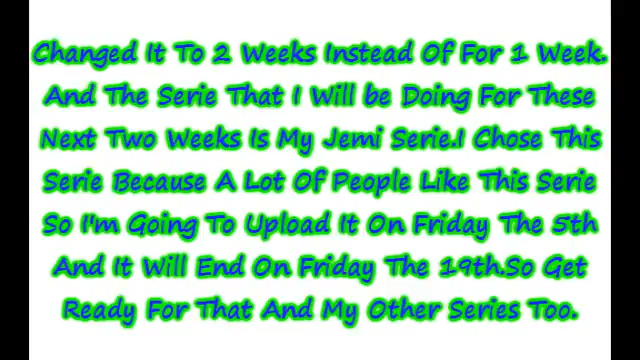 Changed It To 2 Weeks Instead Of For 1 Week.
And The Serie That I Will be Doing For These
Next Two Weeks Is My Jemi Serie.I Chose This
Serie Because A Lot Of People Like This Serie
So I'm Going To Upload It On Friday The 5th
And It Will End On Friday The 19th.So Get
Ready For That And My Other Series Too.